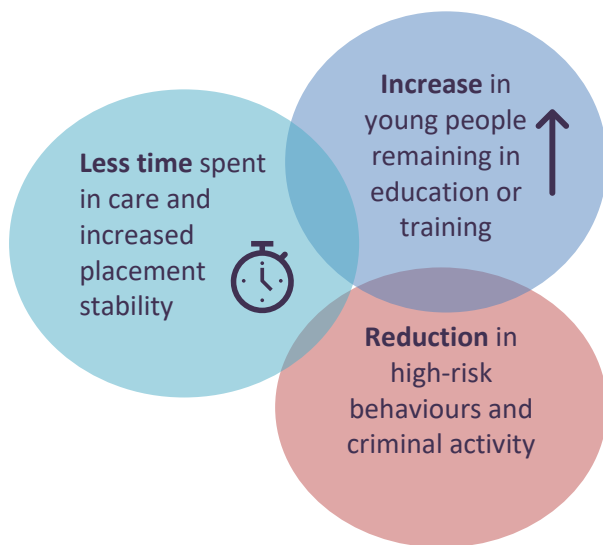 Less time spent
in care and
increased
placement
stability
Increase in
young people
remaining in
education or
training
Reduction in
high-risk
behaviours and
criminal activity